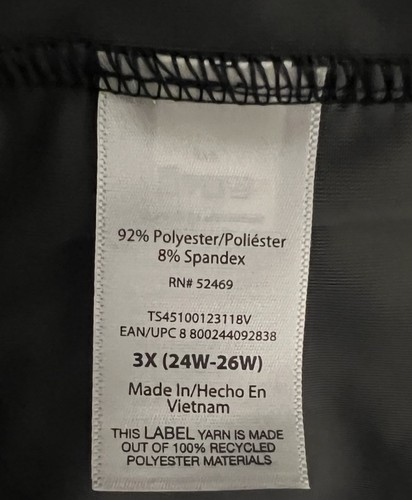 92% Polyester/Poliéster
8% Spandex
RN# 52469
TS45100123118V
EAN/UPC 8 800244092838
3X (24W-26W)
Made In/Hecho En
Vietnam
THIS LABEL YARN IS MADE
OUT OF 100% RECYCLED
POLYESTER MATERIALS